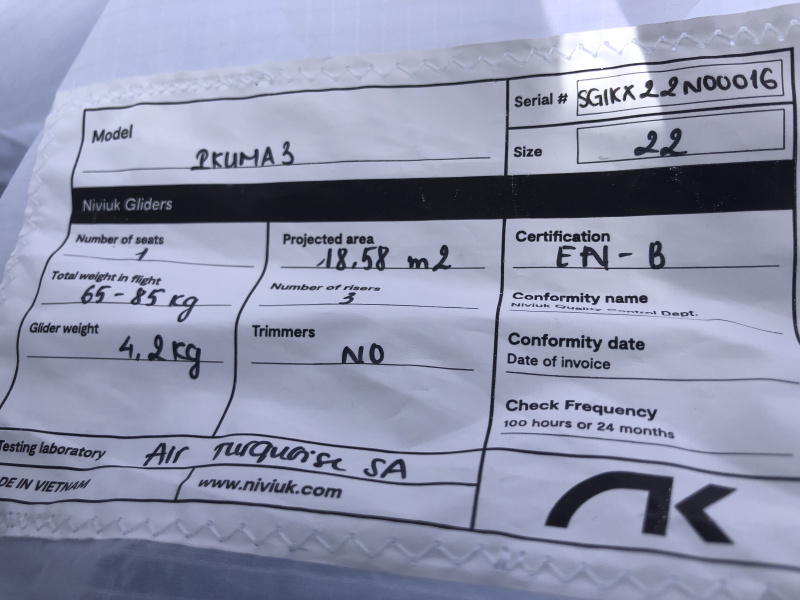 Model
IKUMA 3
Serial # SGIKX22N00016
Size 22
Niviuk Gliders
Number of seats
1
Total weight in flight
65-85 kg
Glider weight
4,2 kg
Projected area
18,58 m2
Number of risers
3
Trimmers
NO
Certification
EN-B
Conformity name
Niviuk Quality Control Dept.
Conformity date
Date of invoice
Check Frequency
100 hours or 24 months
Testing laboratory Air Turquoise SA
DE IN VIETNAM
www.niviuk.com